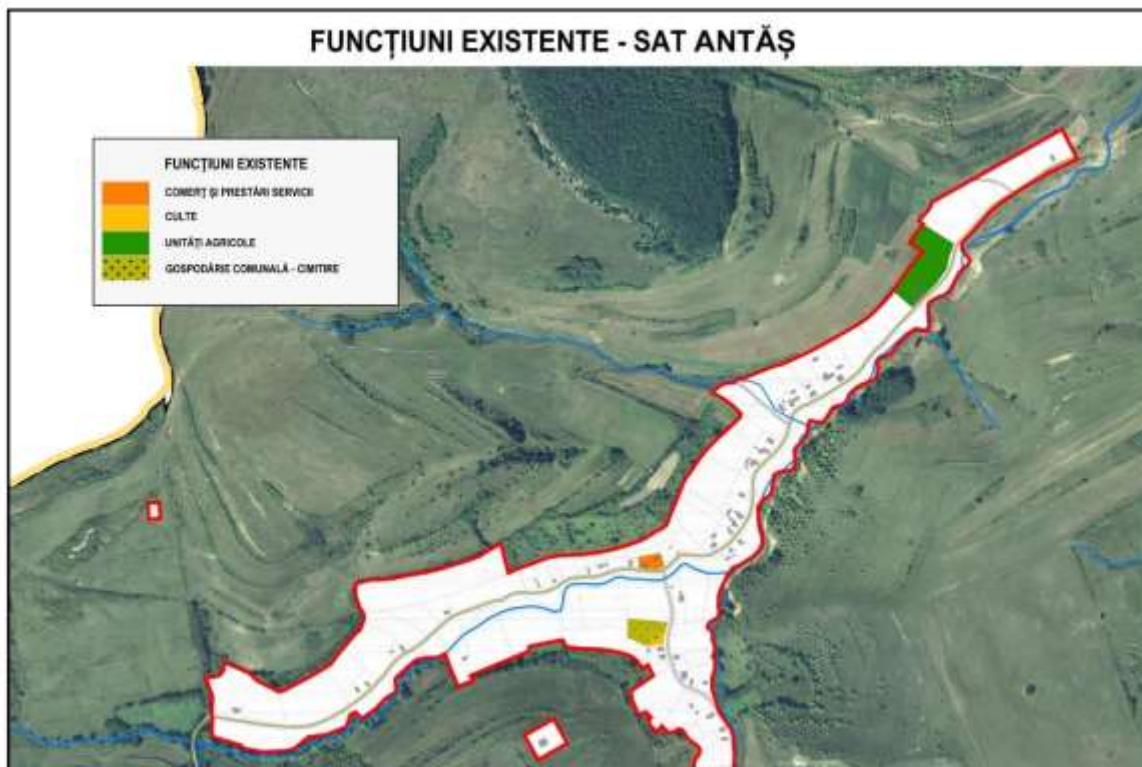 FUNCȚIUNI EXISTENTE - SAT ANTĂȘ
FUNCȚIUNI EXISTENTE
COMERȚ ȘI PRESTĂRI SERVICII
CULTE
UNITĂȚI AGRICOLE
GOSPODĂRIE COMUNALĂ - CIMITIRE